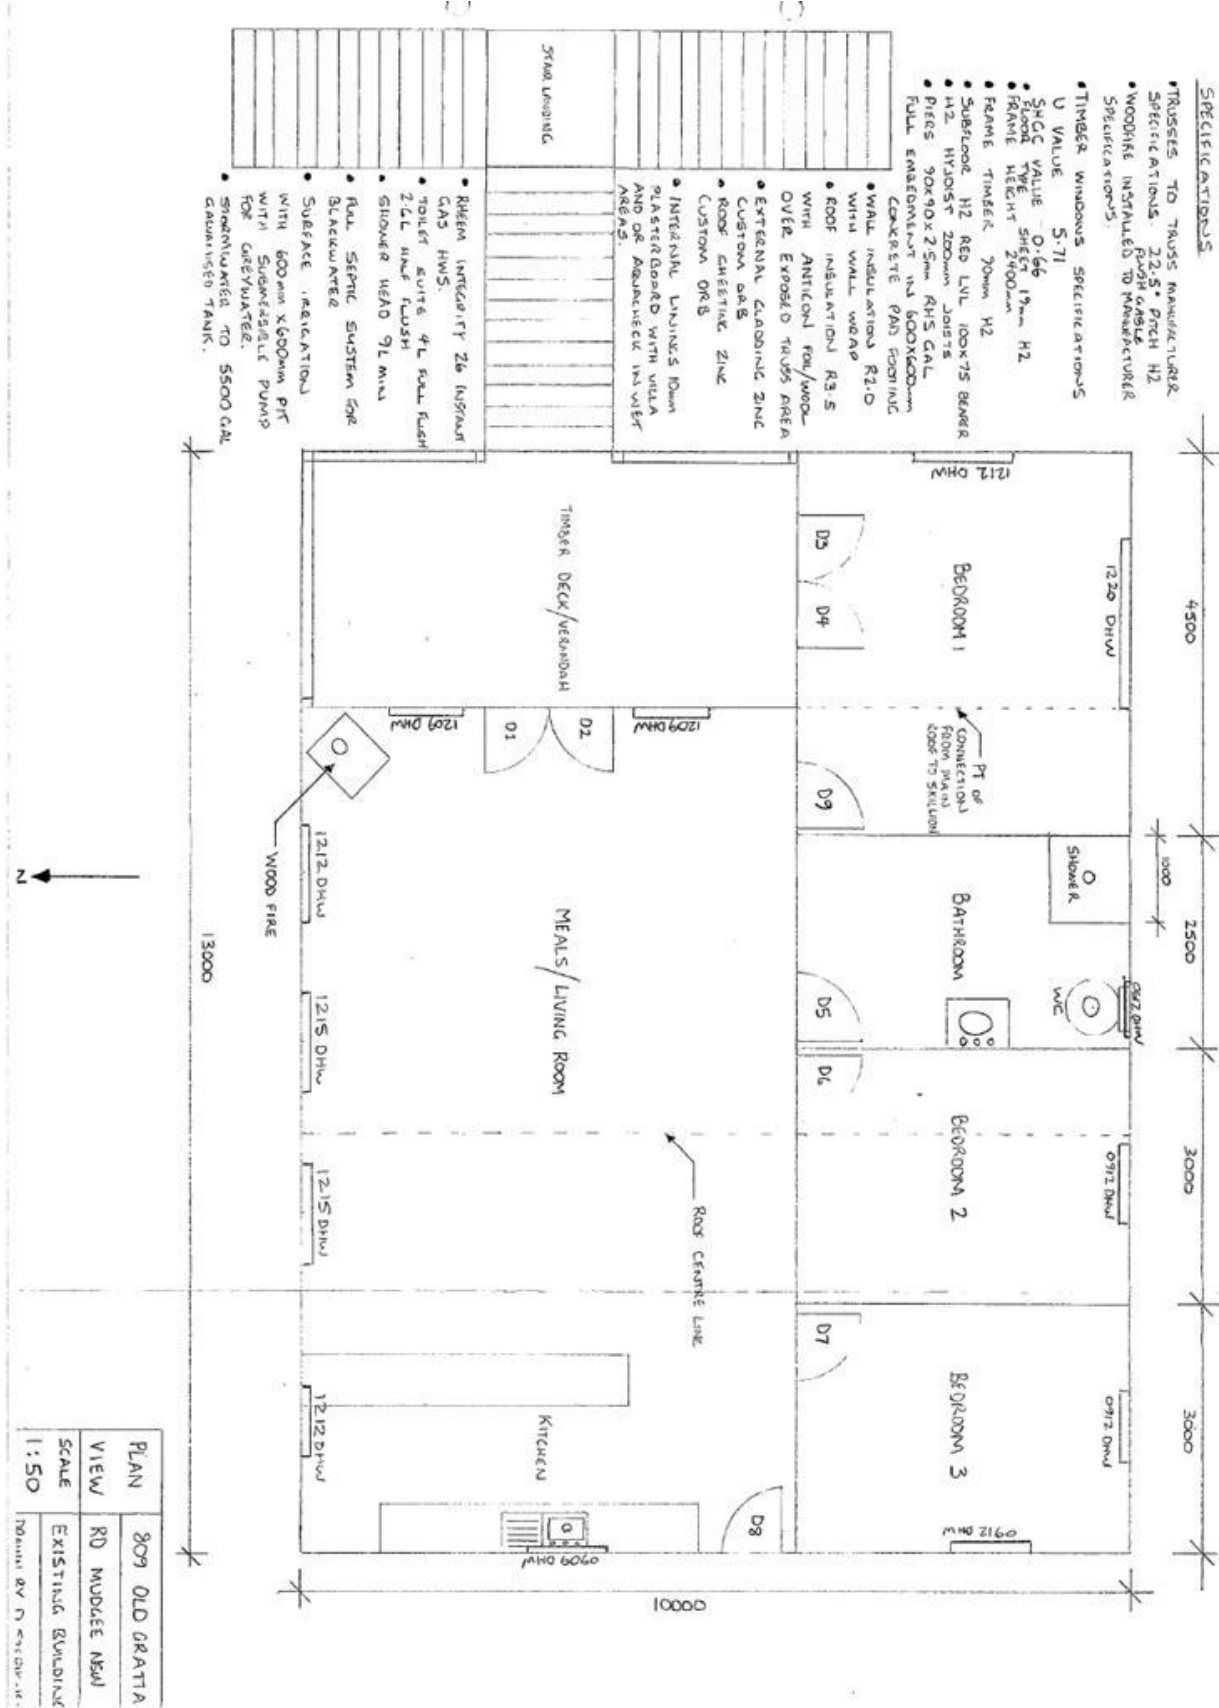 SPECIFICATIONS
• TRUSSES TO TRUSS MANUFACTURER
SPECIFICATIONS. 22.5° PITCH H2
FLUSH GABLE
• WOODFIRE INSTALLED TO MANUFACTURER
SPECIFICATIONS.
• TIMBER WINDOWS SPECIFICATIONS
U VALUE 5.71
SHGC VALUE 0.66
• FLOOR TYPE SHEET 19mm H2
• FRAME HEIGHT 2400mm
• FRAME TIMBER 90mm H2
• SUBFLOOR H2 RED LVL 100x75 BEARER
• H2 HYJOIST 200mm JOISTS
• PIERS 90x90x2.5mm RHS GAL
FULL EMBEDMENT IN 600x600mm
CONCRETE PAD FOOTING
• WALL INSULATION R2.0
WITH WALL WRAP
• ROOF INSULATION R3.5
WITH ANTICON FOIL/WOOL
OVER EXPOSED TRUSS AREA
• EXTERNAL CLADDING ZINC
CUSTOM ORB
• ROOF SHEETING ZINC
CUSTOM ORB
• INTERNAL LININGS 10mm
PLASTERBOARD WITH VILLA
AND OR AQUACHECK IN WET
AREAS.
• RHEEM INTEGRITY 26 INSTANT
GAS HWS.
• TOILET SUITE 4L FULL FLUSH
2.6L HALF FLUSH
• SHOWER HEAD 9L MIN
• FULL SEPTIC SYSTEM FOR
BLACKWATER
• SURFACE IRRIGATION
WITH 600mm x 600mm PIT
WITH SUBMERSIBLE PUMP
FOR GREYWATER.
• STORMWATER TO 5500 GAL
GALVANISED TANK.
STAIR LANDING
4500
2500
3000
3000
1000
1212 DHW
1220 DHW
BEDROOM 1
D3
D4
TIMBER DECK/VERANDAH
PT OF
CONNECTION
FROM MAIN
ROOF TO SKILLION
D9
1209 DHW
D2
D1
1209 DHW
WOOD FIRE
SHOWER
BATHROOM
WC
0612 DHW
D5
MEALS/LIVING ROOM
1212 DHW
1215 DHW
D6
BEDROOM 2
0912 DHW
ROOF CENTRE LINE
1215 DHW
D7
BEDROOM 3
0912 DHW
0912 DHW
KITCHEN
D8
0909 DHW
1212 DHW
13000
10000
Z
PLAN
809 OLD GRATTA
VIEW
RD MUDGEE NSW
SCALE
EXISTING BUILDING
1:50